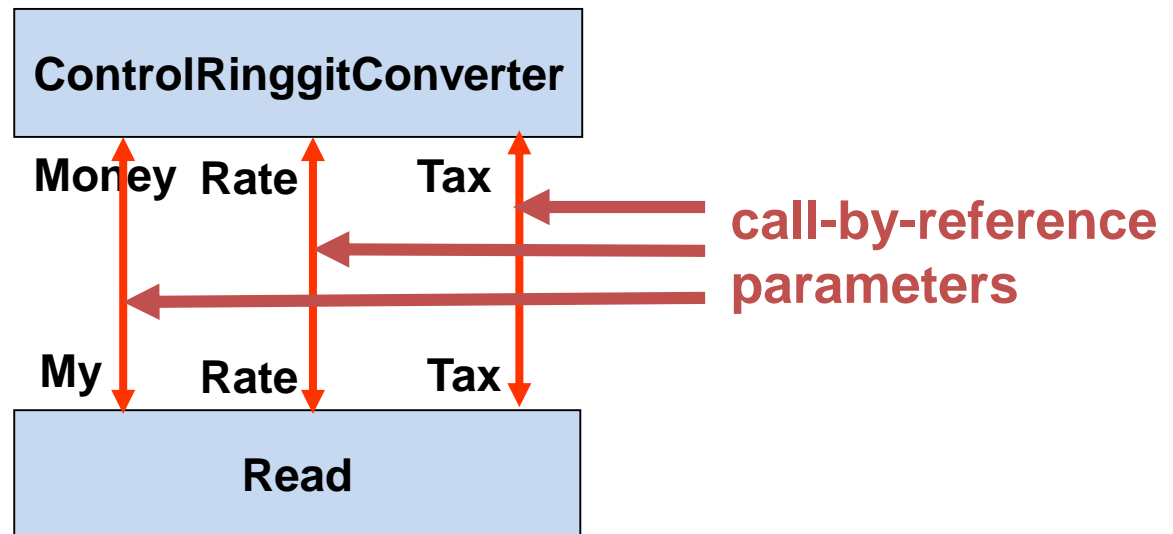 ControlRinggitConverter
Money Rate Tax
call-by-reference
parameters
My Rate Tax
Read